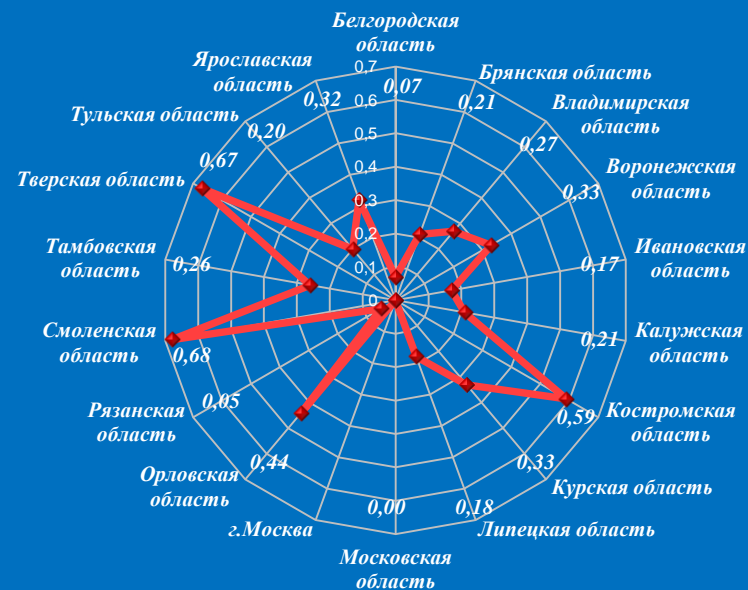 Белгородская
область
0,07
Брянская область
0,21
Владимирская
область
0,27
Воронежская
область
0,33
Ивановская
область
0,17
Калужская
область
0,21
Костромская
область
0,59
Курская область
0,33
Липецкая область
0,18
Московская
область
0,00
г.Москва
Орловская
область
0,44
Рязанская
область
0,05
Смоленская
область
0,68
Тамбовская
область
0,26
Тверская область
0,67
Тульская область
0,20
Ярославская
область
0,32
0,7
0,6
0,5
0,4
0,3
0,2
0,1
0